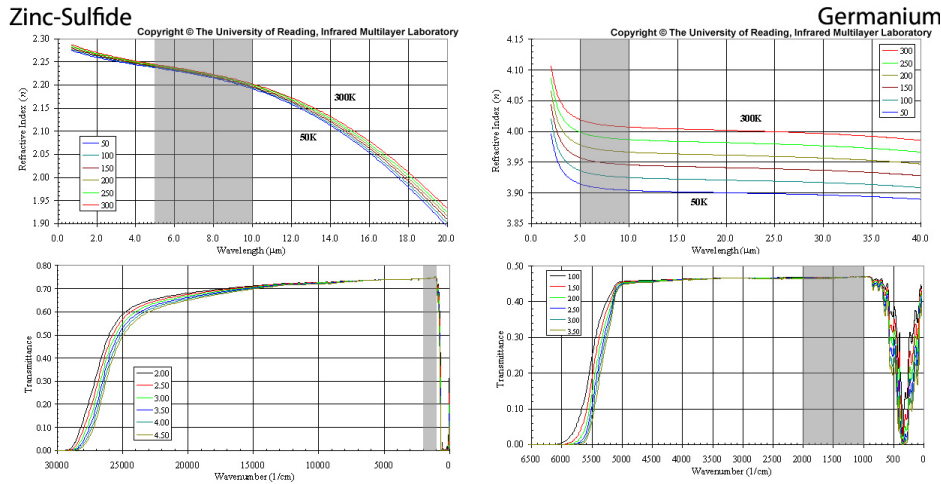 Zinc-Sulfide
Copyright © The University of Reading, Infrared Multilayer Laboratory
2.30
2.25
2.20
2.15
2.10
2.05
2.00
1.95
1.90
Refractive Index (n)
300K
50K
50
100
150
200
250
300
0.0 2.0 4.0 6.0 8.0 10.0 12.0 14.0 16.0 18.0 20.0
Wavelength (μm)
Germanium
Copyright © The University of Reading, Infrared Multilayer Laboratory
4.15
4.10
4.05
4.00
3.95
3.90
3.85
Refractive Index (n)
300
250
200
150
100
50
300K
50K
0.0 5.0 10.0 15.0 20.0 25.0 30.0 35.0 40.0
Wavelength (μm)
0.80
0.70
0.60
0.50
0.40
0.30
0.20
0.10
0.00
Transmittance
2.00
2.50
3.00
3.50
4.00
4.50
30000 25000 20000 15000 10000 5000 0
Wavenumber (1/cm)
0.50
0.40
0.30
0.20
0.10
0.00
Transmittance
1.00
1.50
2.00
2.50
3.00
3.50
6500 6000 5500 5000 4500 4000 3500 3000 2500 2000 1500 1000 500 0
Wavenumber (1/cm)